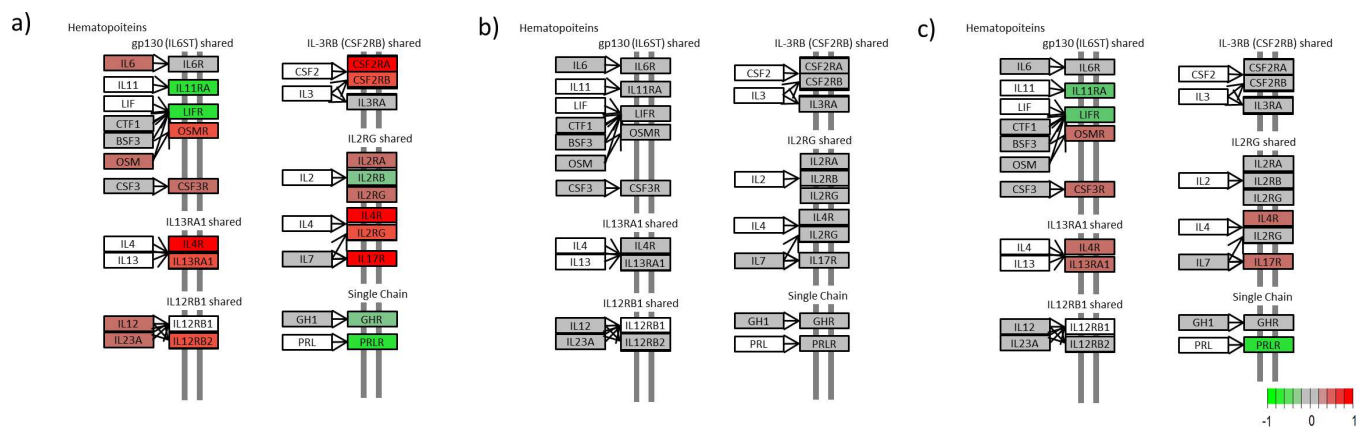 a)
Hematopoiteins
gp130 (IL6ST) shared
IL6
IL6R
IL11
IL11RA
LIF
LIFR
CTF1
OSMR
BSF3
OSM
CSF3
CSF3R
IL13RA1 shared
IL4
IL4R
IL13
IL13RA1
IL12RB1 shared
IL12
IL12RB1
IL23A
IL12RB2
IL-3RB (CSF2RB) shared
CSF2
CSF2RA
CSF2RB
IL3
IL3RA
IL2RG shared
IL2RA
IL2
IL2RB
IL2RG
IL4R
IL4
IL2RG
IL7
IL17R
Single Chain
GH1
GHR
PRL
PRLR
b)
Hematopoiteins
gp130 (IL6ST) shared
IL6
IL6R
IL11
IL11RA
LIF
LIFR
CTF1
OSMR
BSF3
OSM
CSF3
CSF3R
IL13RA1 shared
IL4
IL4R
IL13
IL13RA1
IL12RB1 shared
IL12
IL12RB1
IL23A
IL12RB2
IL-3RB (CSF2RB) shared
CSF2
CSF2RA
CSF2RB
IL3
IL3RA
IL2RG shared
IL2RA
IL2
IL2RB
IL2RG
IL4R
IL4
IL2RG
IL7
IL17R
Single Chain
GH1
GHR
PRL
PRLR
c)
Hematopoiteins
gp130 (IL6ST) shared
IL6
IL6R
IL11
IL11RA
LIF
LIFR
CTF1
OSMR
BSF3
OSM
CSF3
CSF3R
IL13RA1 shared
IL4
IL4R
IL13
IL13RA1
IL12RB1 shared
IL12
IL12RB1
IL23A
IL12RB2
IL-3RB (CSF2RB) shared
CSF2
CSF2RA
CSF2RB
IL3
IL3RA
IL2RG shared
IL2RA
IL2
IL2RB
IL2RG
IL4R
IL4
IL2RG
IL7
IL17R
Single Chain
GH1
GHR
PRL
PRLR
-1 0 1